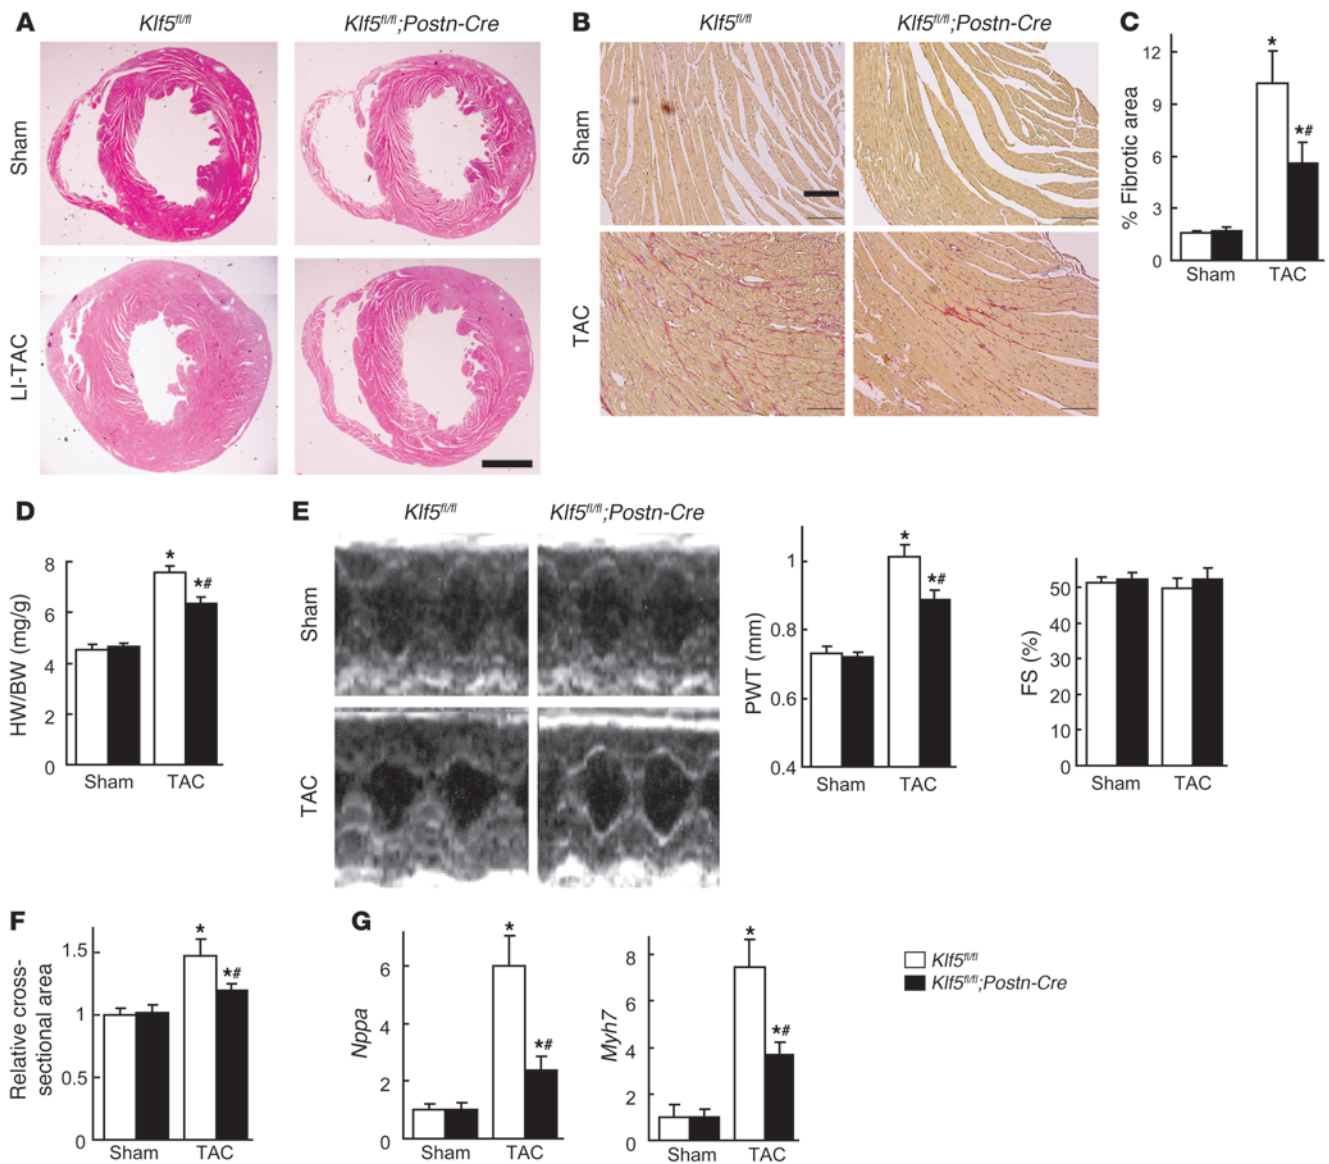 A
Klf5fl/fl
Klf5fl/fl;Postn-Cre
Sham
LI-TAC
B
Klf5fl/fl
Klf5fl/fl;Postn-Cre
Sham
TAC
C
% Fibrotic area
12
9
6
3
0
*
*#
Sham
TAC
D
HW/BW (mg/g)
8
6
4
2
0
*
*#
Sham
TAC
E
Klf5fl/fl
Klf5fl/fl;Postn-Cre
Sham
TAC
PWT (mm)
1
0.8
0.6
0.4
*
*#
Sham
TAC
FS (%)
50
40
30
20
10
0
Sham
TAC
F
Relative cross-
sectional area
1.5
1
0.5
0
*
*#
Sham
TAC
G
Nppa
6
4
2
0
*
*#
Sham
TAC
Myh7
8
6
4
2
0
*
*#
Sham
TAC
Klf5fl/fl
Klf5fl/fl;Postn-Cre